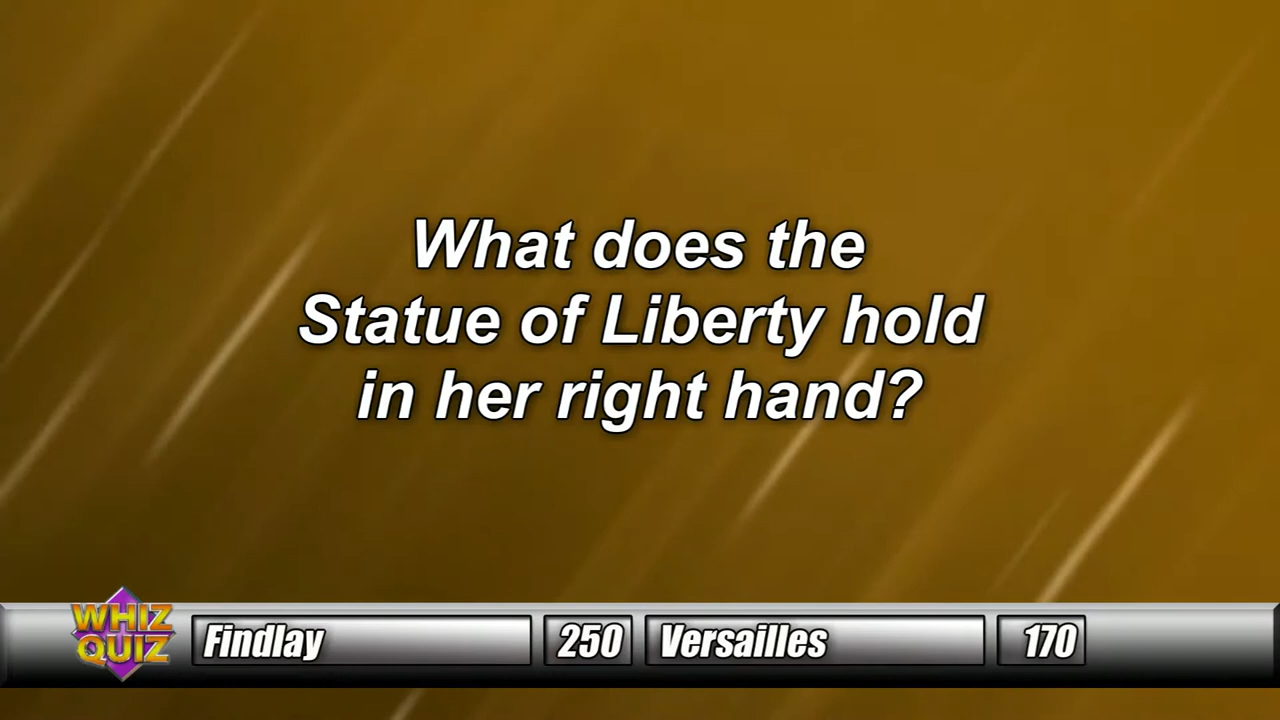 What does the
Statue of Liberty hold
in her right hand?
WHIZ
QUIZ
Findlay 250 Versailles 170